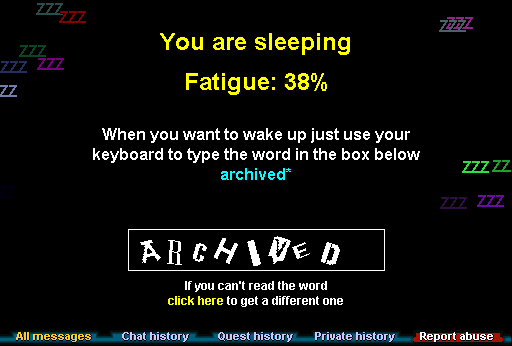 ZZZ
ZZZ
You are sleeping
ZZZ
ZZZ
ZZZ
ZZZ
Fatigue: 38%
ZZ
When you want to wake up just use your
keyboard to type the word in the box below
archived*
ZZZ
ZZ
ZZZ
ZZZ
ARCHIVED
If you can't read the word
click here to get a different one
All messages
Chat history
Quest history
Private history
Report abuse